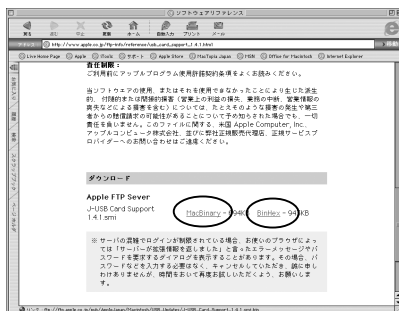 ソフトウェアリファレンス
戻る 進む 中止 更新 ホーム 自動入力 プリント メール
http://www.apple.co.jp/ftp-info/reference/usb_card_support_1.4.1.html
Live Home Page Apple iTools サポート Apple Store MacTopia Japan MSN Office for Macintosh Internet Explorer
責任制限：
ご利用前にアップルプログラム使用許諾契約条項をよくお読みください。
当ソフトウェアの使用、またはそれを使用できなかったことにより生じた派生
的、付随的または間接的損害（営業上の利益の損失、業務の中断、営業情報の
喪失などによる損害を含む）については、たとえそのような損害の発生や第三
者からの賠償請求の可能性があることについて予め知らされた場合でも、一切
責任を負いません。このファイルに関する、米国 Apple Computer, Inc.、
アップルコンピュータ株式会社、並びに弊社正規販売代理店、正規サービスプ
ロバイダーへのお問い合わせはご遠慮ください。
ダウンロード
Apple FTP Sever
J-USB Card Support
1.4.1.smi
MacBinary - 694KB BinHex - 941KB
※ サーバの混雑でログインが制限されている場合、お使いのブラウザによっ
ては「サーバーが拡張情報を返しました」と言ったエラーメッセージやパ
スワードを要求するダイアログを表示することがあります。その場合、パ
スワードなどを入力する必要はなく、キャンセルしていただき、誠に申し
わけありませんが、時間をおいて再度お試しいただくよう、お願いしま
す。